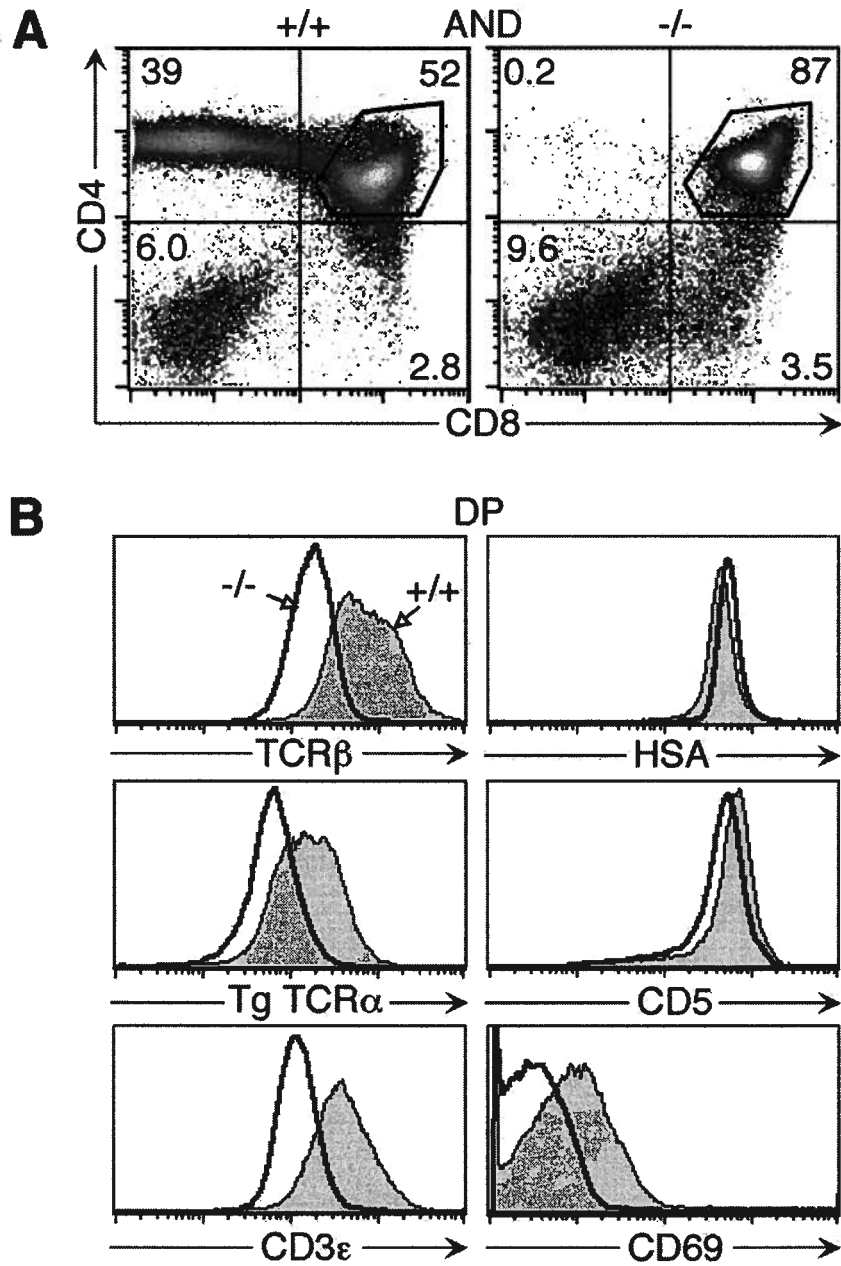 A
+/+ AND -/-
39 52
6.0 2.8
0.2 87
9.6 3.5
CD4
CD8
B
DP
-/- +/+
TCRβ
HSA
Tg TCRα
CD5
CD3ε
CD69